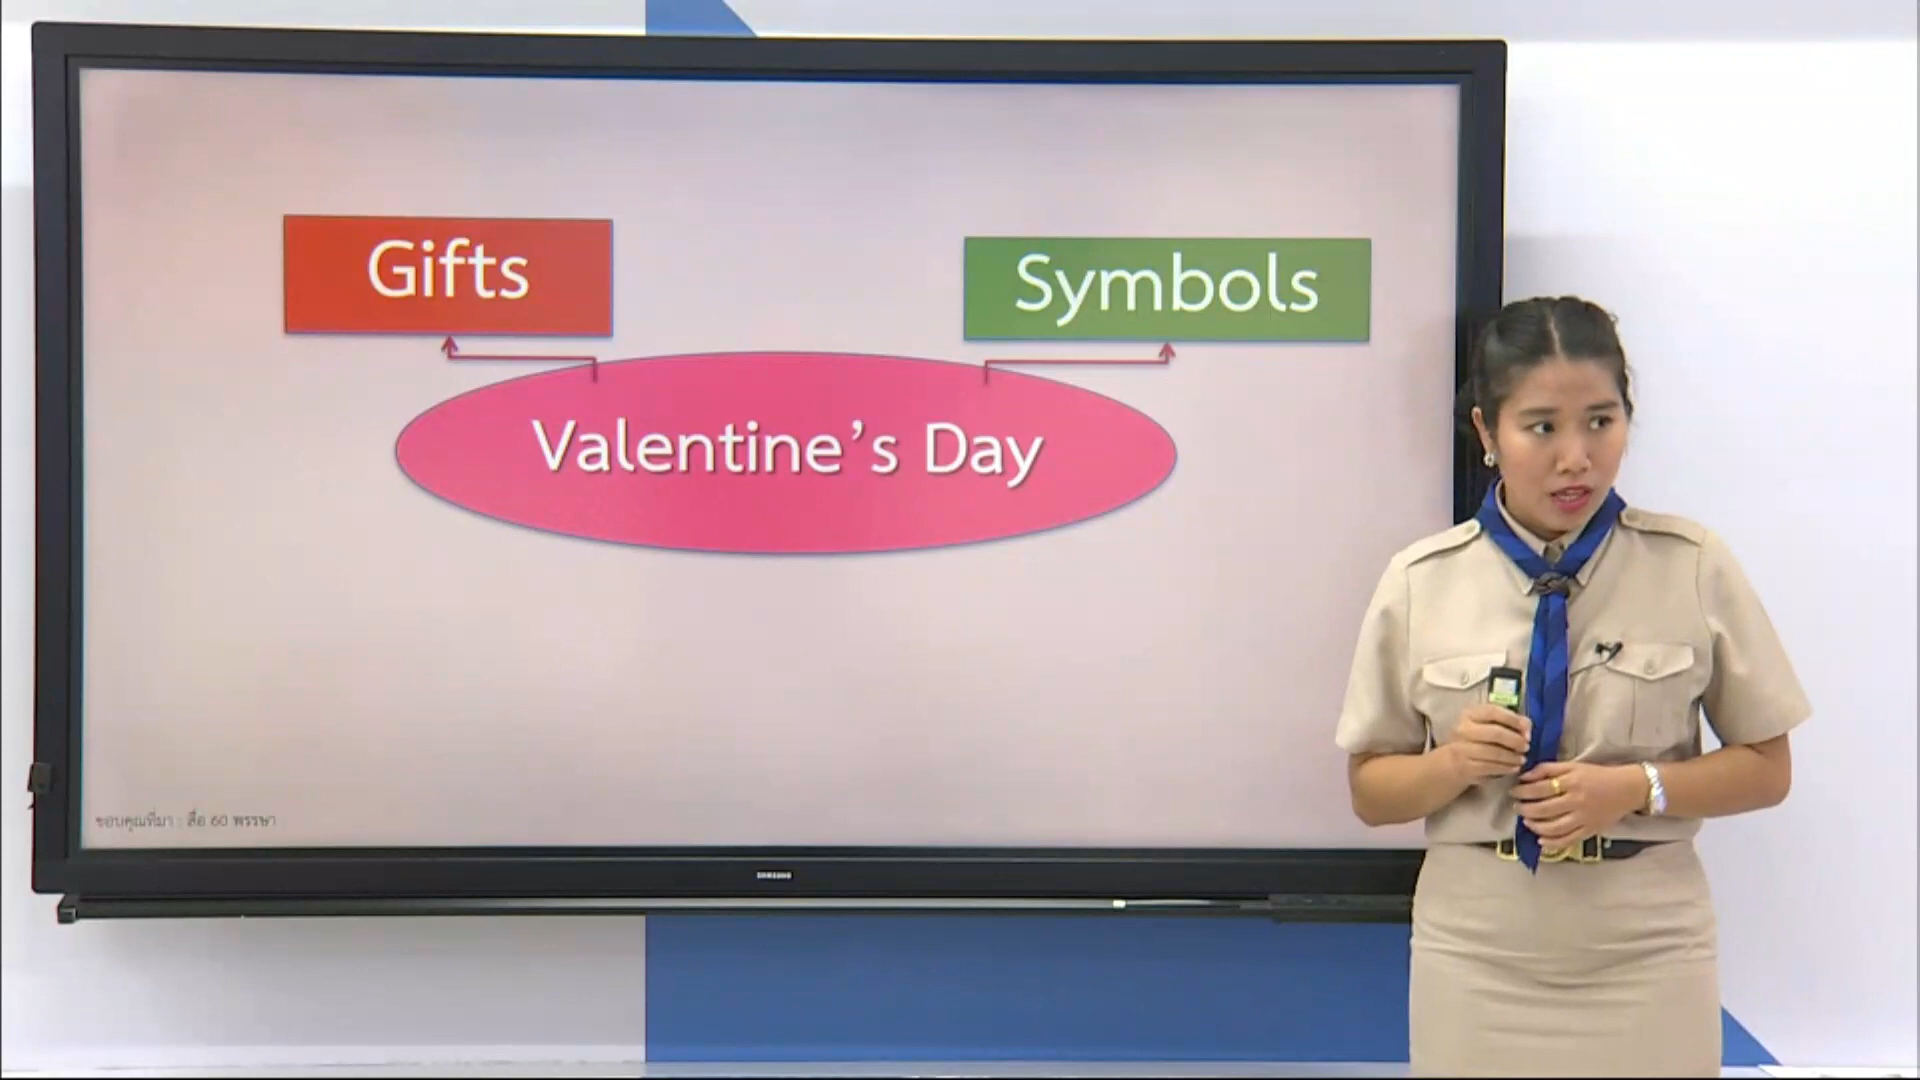 Gifts
Symbols
Valentine's Day
ขอบคุณที่มา : สื่อ 60 พรรษา
SAMSUNG